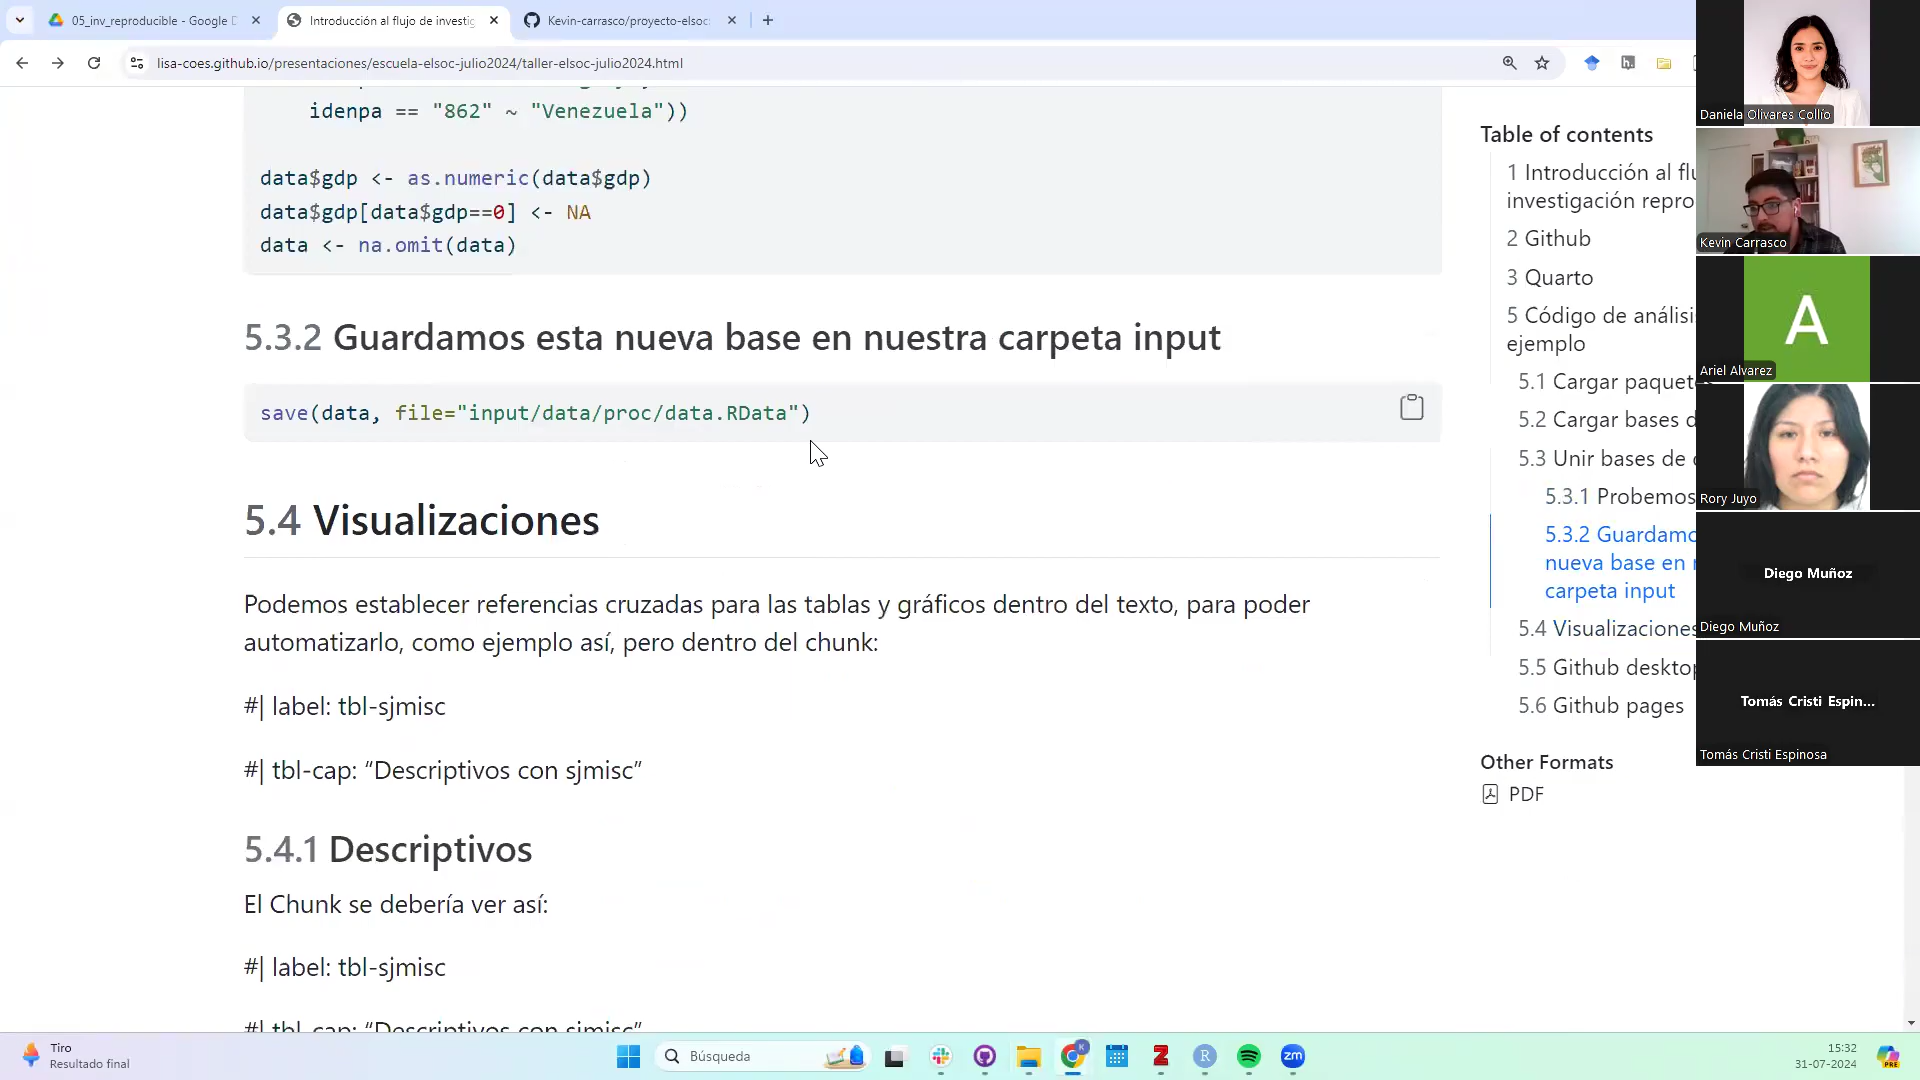 05_inv_reproducible - Google D
Introducción al flujo de investig
Kevin-carrasco/proyecto-elsoc
lisa-coes.github.io/presentaciones/escuela-elsoc-julio2024/taller-elsoc-julio2024.html
idenpa == "862" ~ "Venezuela"))
data$gdp <- as.numeric(data$gdp)
data$gdp[data$gdp==0] <- NA
data <- na.omit(data)
5.3.2 Guardamos esta nueva base en nuestra carpeta input
save(data, file="input/data/proc/data.RData")
5.4 Visualizaciones
Podemos establecer referencias cruzadas para las tablas y gráficos dentro del texto, para poder
automatizarlo, como ejemplo así, pero dentro del chunk:
#| label: tbl-sjmisc
#| tbl-cap: “Descriptivos con sjmisc”
5.4.1 Descriptivos
El Chunk se debería ver así:
#| label: tbl-sjmisc
#| tbl-cap: “Descriptivos con sjmisc”
Table of contents
1 Introducción al flu
investigación repro
2 Github
3 Quarto
5 Código de análisi
ejemplo
5.1 Cargar paquet
5.2 Cargar bases d
5.3 Unir bases de
5.3.1 Probemos
5.3.2 Guardamo
nueva base en
carpeta input
5.4 Visualizaciones
5.5 Github desktop
5.6 Github pages
Other Formats
PDF
Daniela Olivares Collío
Kevin Carrasco
A
Ariel Alvarez
Rory Juyo
Diego Muñoz
Diego Muñoz
Tomás Cristi Espin...
Tomás Cristi Espinosa
Tiro
Resultado final
Búsqueda
K
Z
R
zm
15:32
31-07-2024
PRE